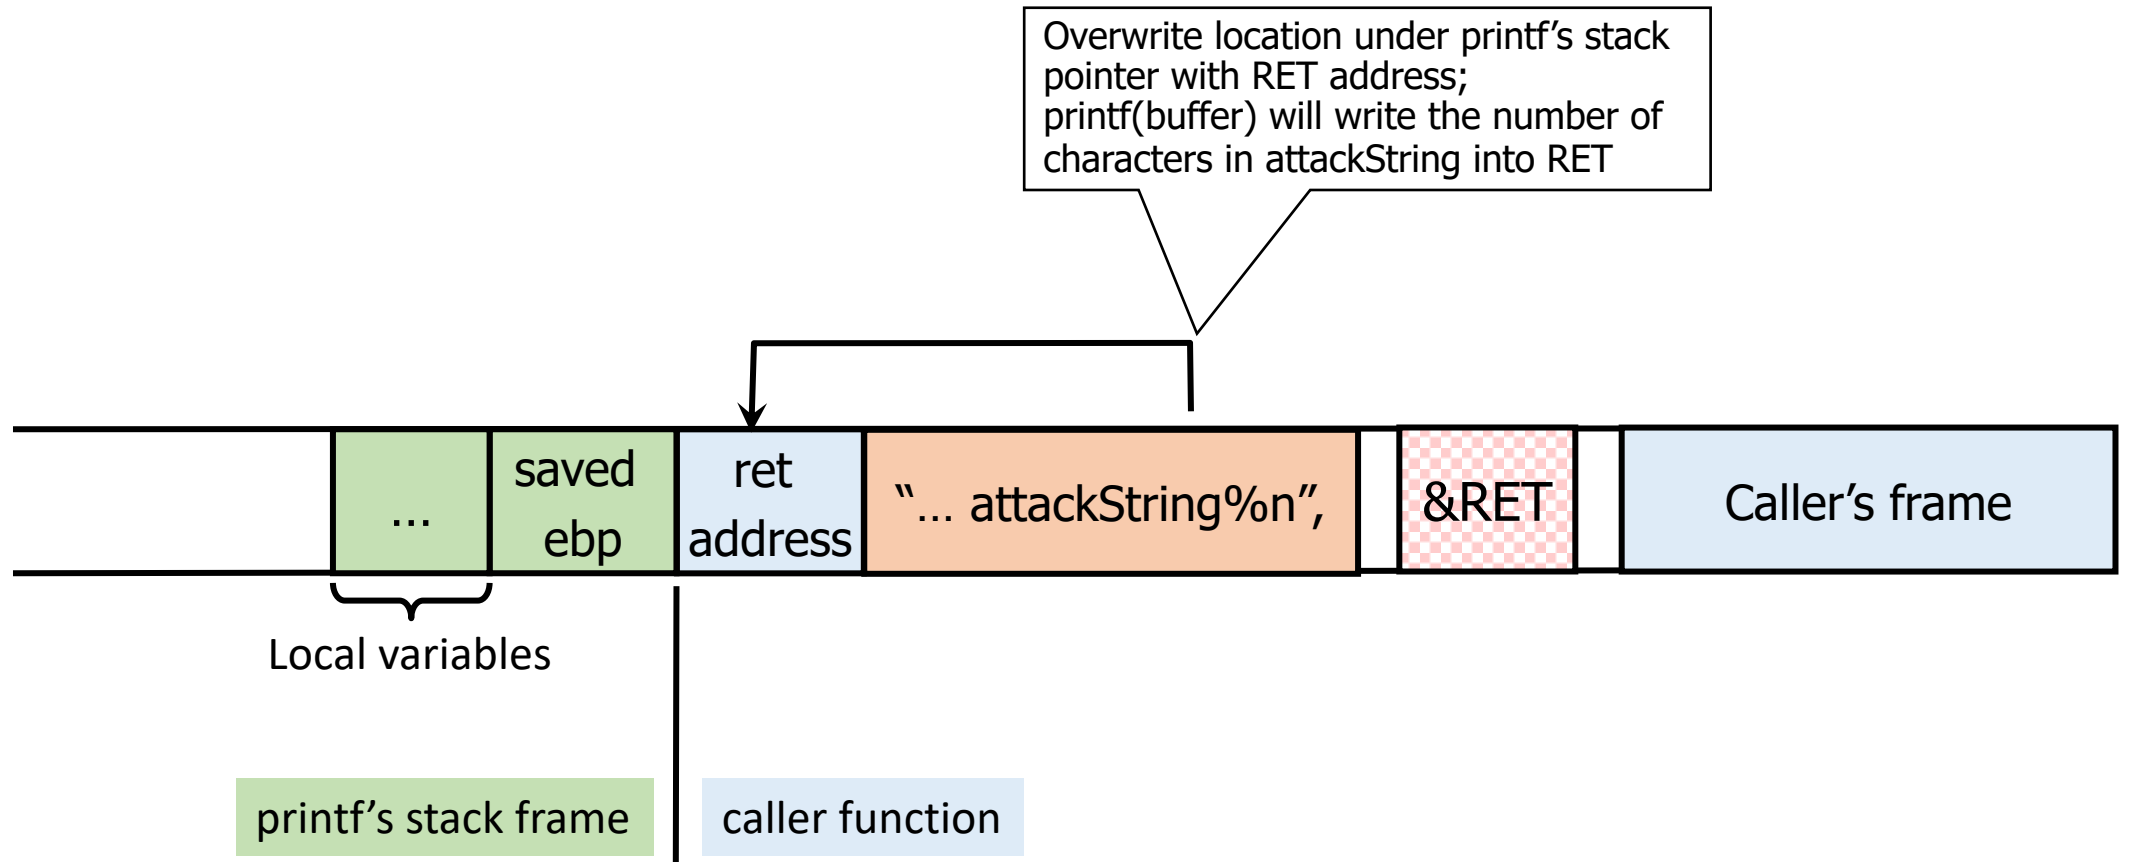 Overwrite location under printf’s stack
pointer with RET address;
printf(buffer) will write the number of
characters in attackString into RET
...
saved
ebp
ret
address
“... attackString%n”,
&RET
Caller’s frame
Local variables
printf’s stack frame
caller function